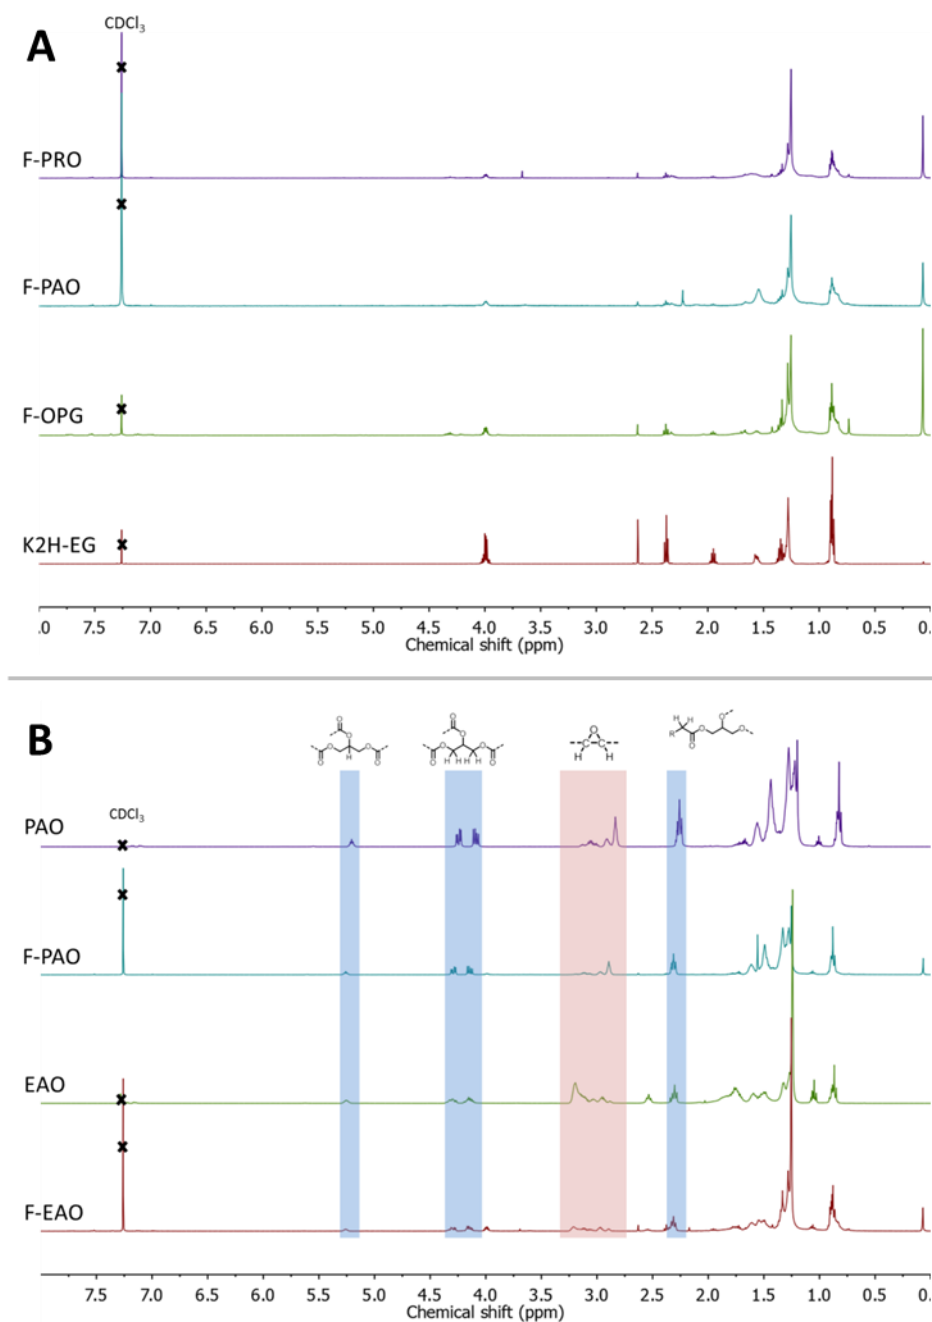 A
CDCl3
F-PRO
F-PAO
F-OPG
K2H-EG
.0 7.5 7.0 6.5 6.0 5.5 5.0 4.5 4.0 3.5 3.0 2.5 2.0 1.5 1.0 0.5 0.
Chemical shift (ppm)
B
O O O O O O H
O O O O O O H H H H
O C C H H
H H R O O O O
CDCl3
PAO
F-PAO
EAO
F-EAO
7.5 7.0 6.5 6.0 5.5 5.0 4.5 4.0 3.5 3.0 2.5 2.0 1.5 1.0 0.5 0.
Chemical shift (ppm)